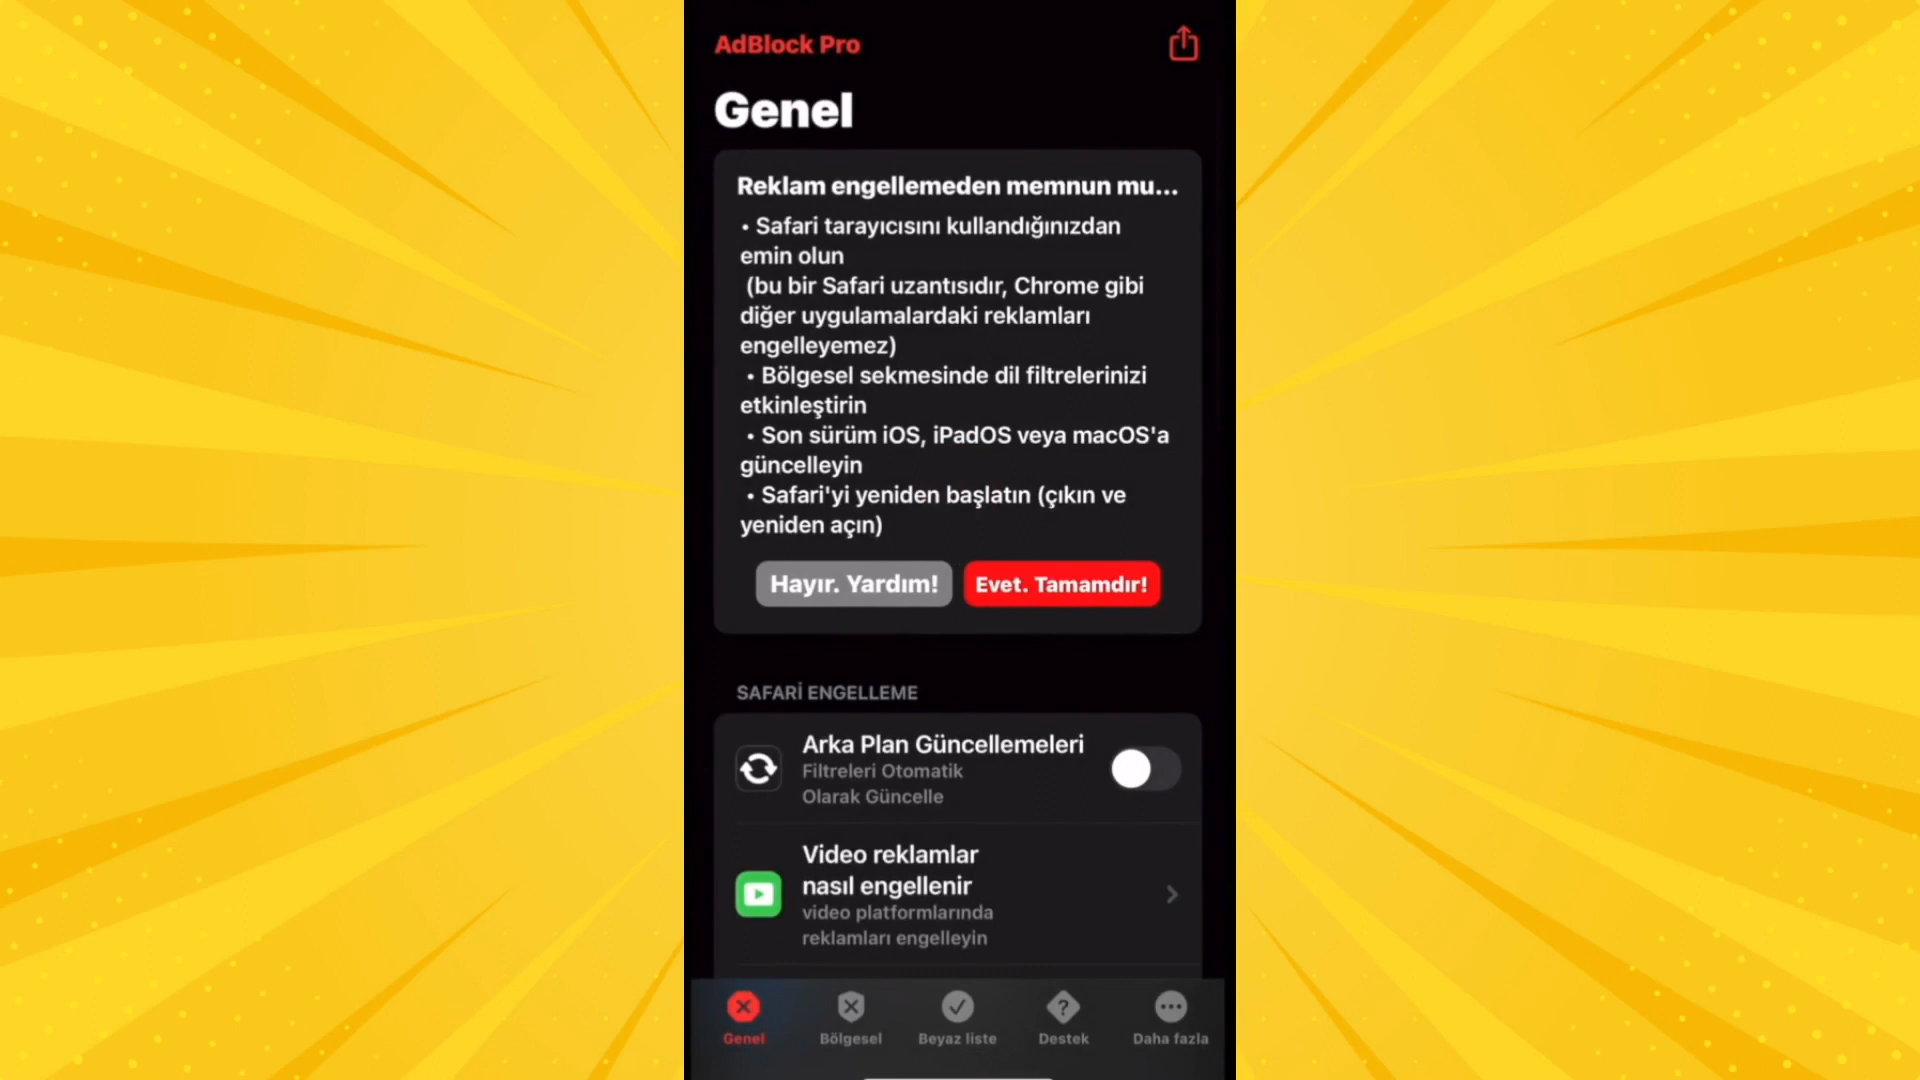 AdBlock Pro
Genel
Reklam engellemeden memnun mu...
• Safari tarayıcısını kullandığınızdan
emin olun
(bu bir Safari uzantısıdır, Chrome gibi
diğer uygulamalardaki reklamları
engelleyemez)
• Bölgesel sekmesinde dil filtrelerinizi
etkinleştirin
• Son sürüm iOS, iPadOS veya macOS'a
güncelleyin
• Safari'yi yeniden başlatın (çıkın ve
yeniden açın)
Hayır. Yardım! Evet. Tamamdır!
SAFARİ ENGELLEME
Arka Plan Güncellemeleri
Filtreleri Otomatik
Olarak Güncelle
Video reklamlar
nasıl engellenir
video platformlarında
reklamları engelleyin
Genel Bölgesel Beyaz liste Destek Daha fazla